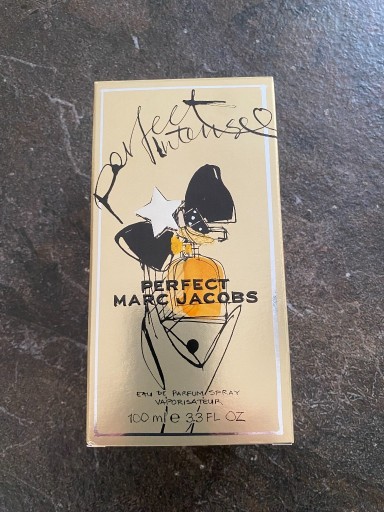 perfect
intense
PERFECT
MARC JACOBS
EAU DE PARFUM SPRAY
VAPORISATEUR
100 ml e 3.3 FL OZ